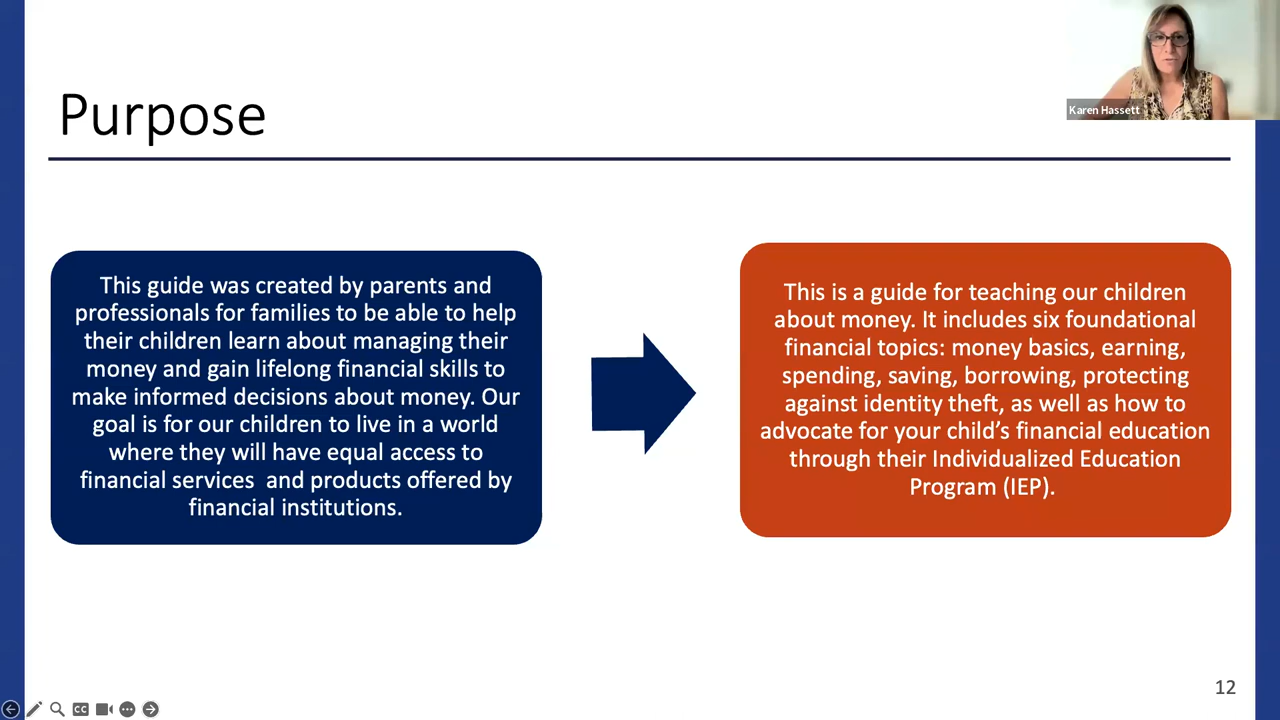 Karen Hassett
Purpose
This guide was created by parents and
professionals for families to be able to help
their children learn about managing their
money and gain lifelong financial skills to
make informed decisions about money. Our
goal is for our children to live in a world
where they will have equal access to
financial services and products offered by
financial institutions.
This is a guide for teaching our children
about money. It includes six foundational
financial topics: money basics, earning,
spending, saving, borrowing, protecting
against identity theft, as well as how to
advocate for your child’s financial education
through their Individualized Education
Program (IEP).
12
CC